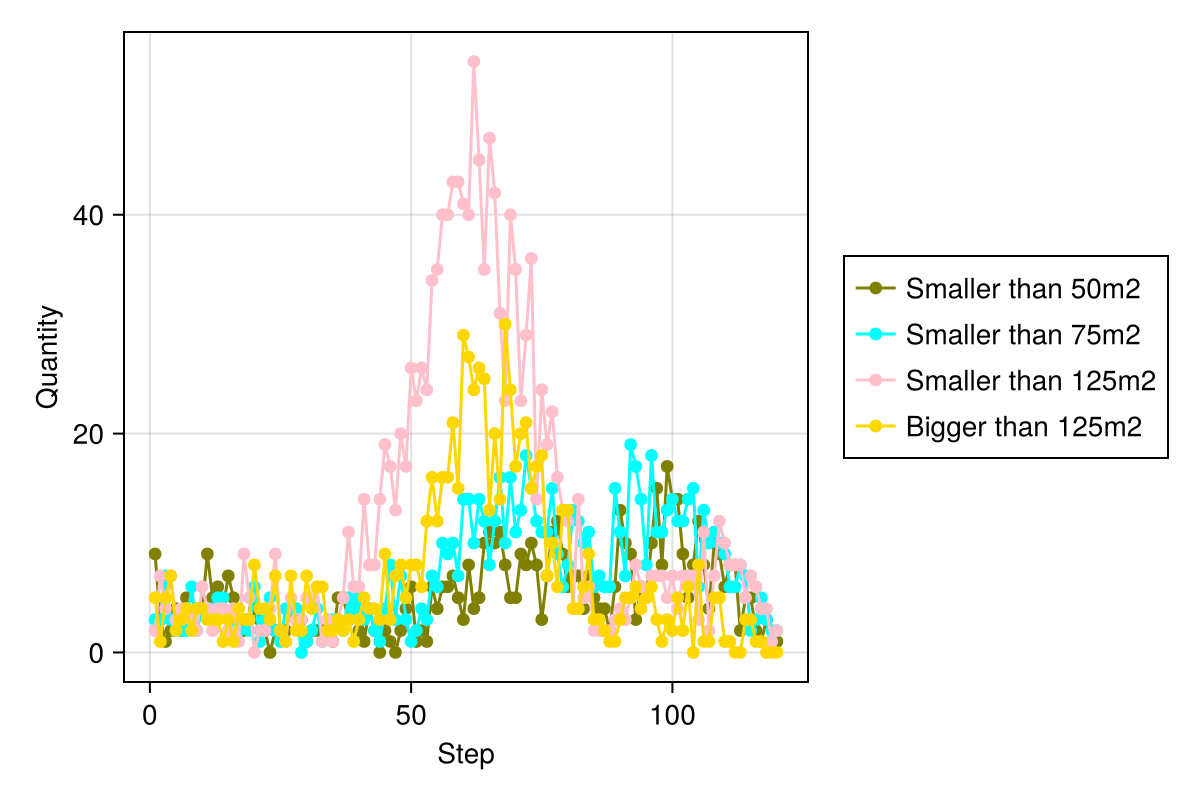 Quantity
40
20
0
0
50
100
Step
Smaller than 50m2
Smaller than 75m2
Smaller than 125m2
Bigger than 125m2